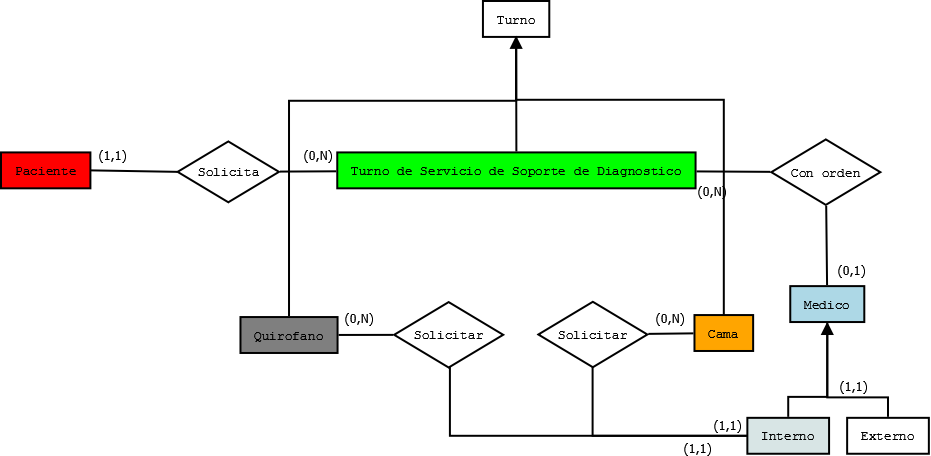 Turno
(1,1)
(0,N)
Paciente
Solicita
Turno de Servicio de Soporte de Diagnostico
Con orden
(0,N)
(0,1)
Medico
(0,N)
(0,N)
Quirofano
Solicitar
Solicitar
Cama
(1,1)
(1,1)
Interno
Externo
(1,1)